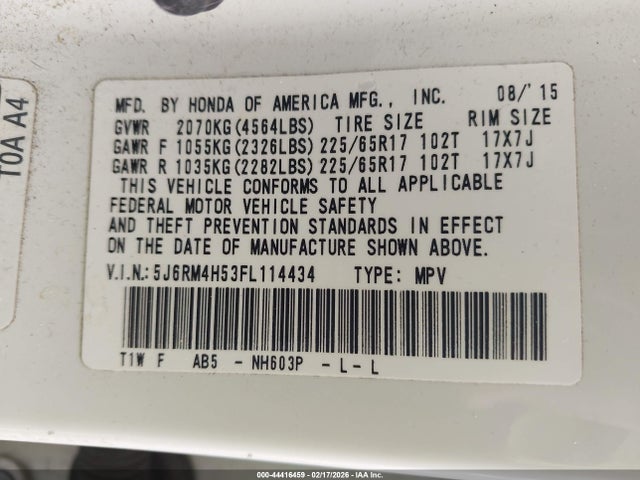 T0A A4
MFD. BY HONDA OF AMERICA MFG., INC. 08/'15
GVWR 2070KG(4564LBS) TIRE SIZE RIM SIZE
GAWR F 1055KG(2326LBS) 225/65R17 102T 17X7J
GAWR R 1035KG(2282LBS) 225/65R17 102T 17X7J
THIS VEHICLE CONFORMS TO ALL APPLICABLE
FEDERAL MOTOR VEHICLE SAFETY
AND THEFT PREVENTION STANDARDS IN EFFECT
ON THE DATE OF MANUFACTURE SHOWN ABOVE.
V.I.N.:5J6RM4H53FL114434 TYPE: MPV
T1W F AB5 - NH603P - L - L
000-44416459 - 02/17/2026 - IAA Inc.